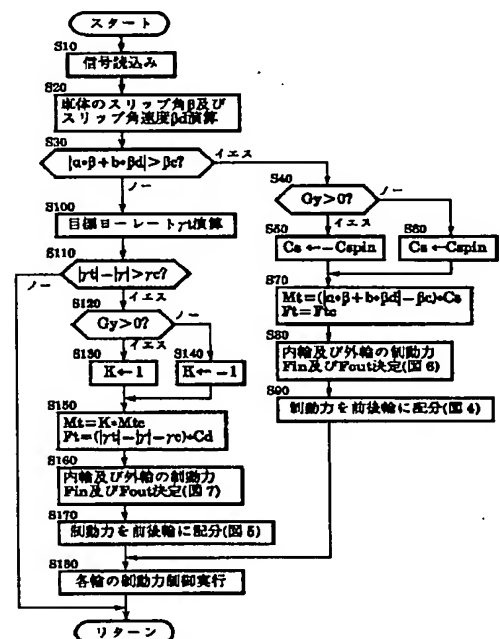 スタート
S10
信号読込み
S20
車体のスリップ角β及び
スリップ角速度βd演算
S30
|a•β+b•βd|>βc?
イエス
ノー
S40
Gy>0?
ノー
イエス
S50
Cs←-Cspin
S60
Cs←Cspin
S70
Mt=(|a•β+b•βd|-βc)•Cs
Ft=Ftc
S80
内輪及び外輪の制動力
Fin及びFout決定(図6)
S90
制動力を前後輪に配分(図4)
S100
目標ヨーレートγt演算
S110
|γt|-|γ|>γc?
ノー
イエス
S120
Gy>0?
ノー
イエス
S130
K←1
S140
K←-1
S150
Mt=K•Mtc
Ft=(|γt|-|γ|-γc)•Cd
S160
内輪及び外輪の制動力
Fin及びFout決定(図7)
S170
制動力を前後輪に配分(図5)
S180
各輪の制動力制御実行
リターン